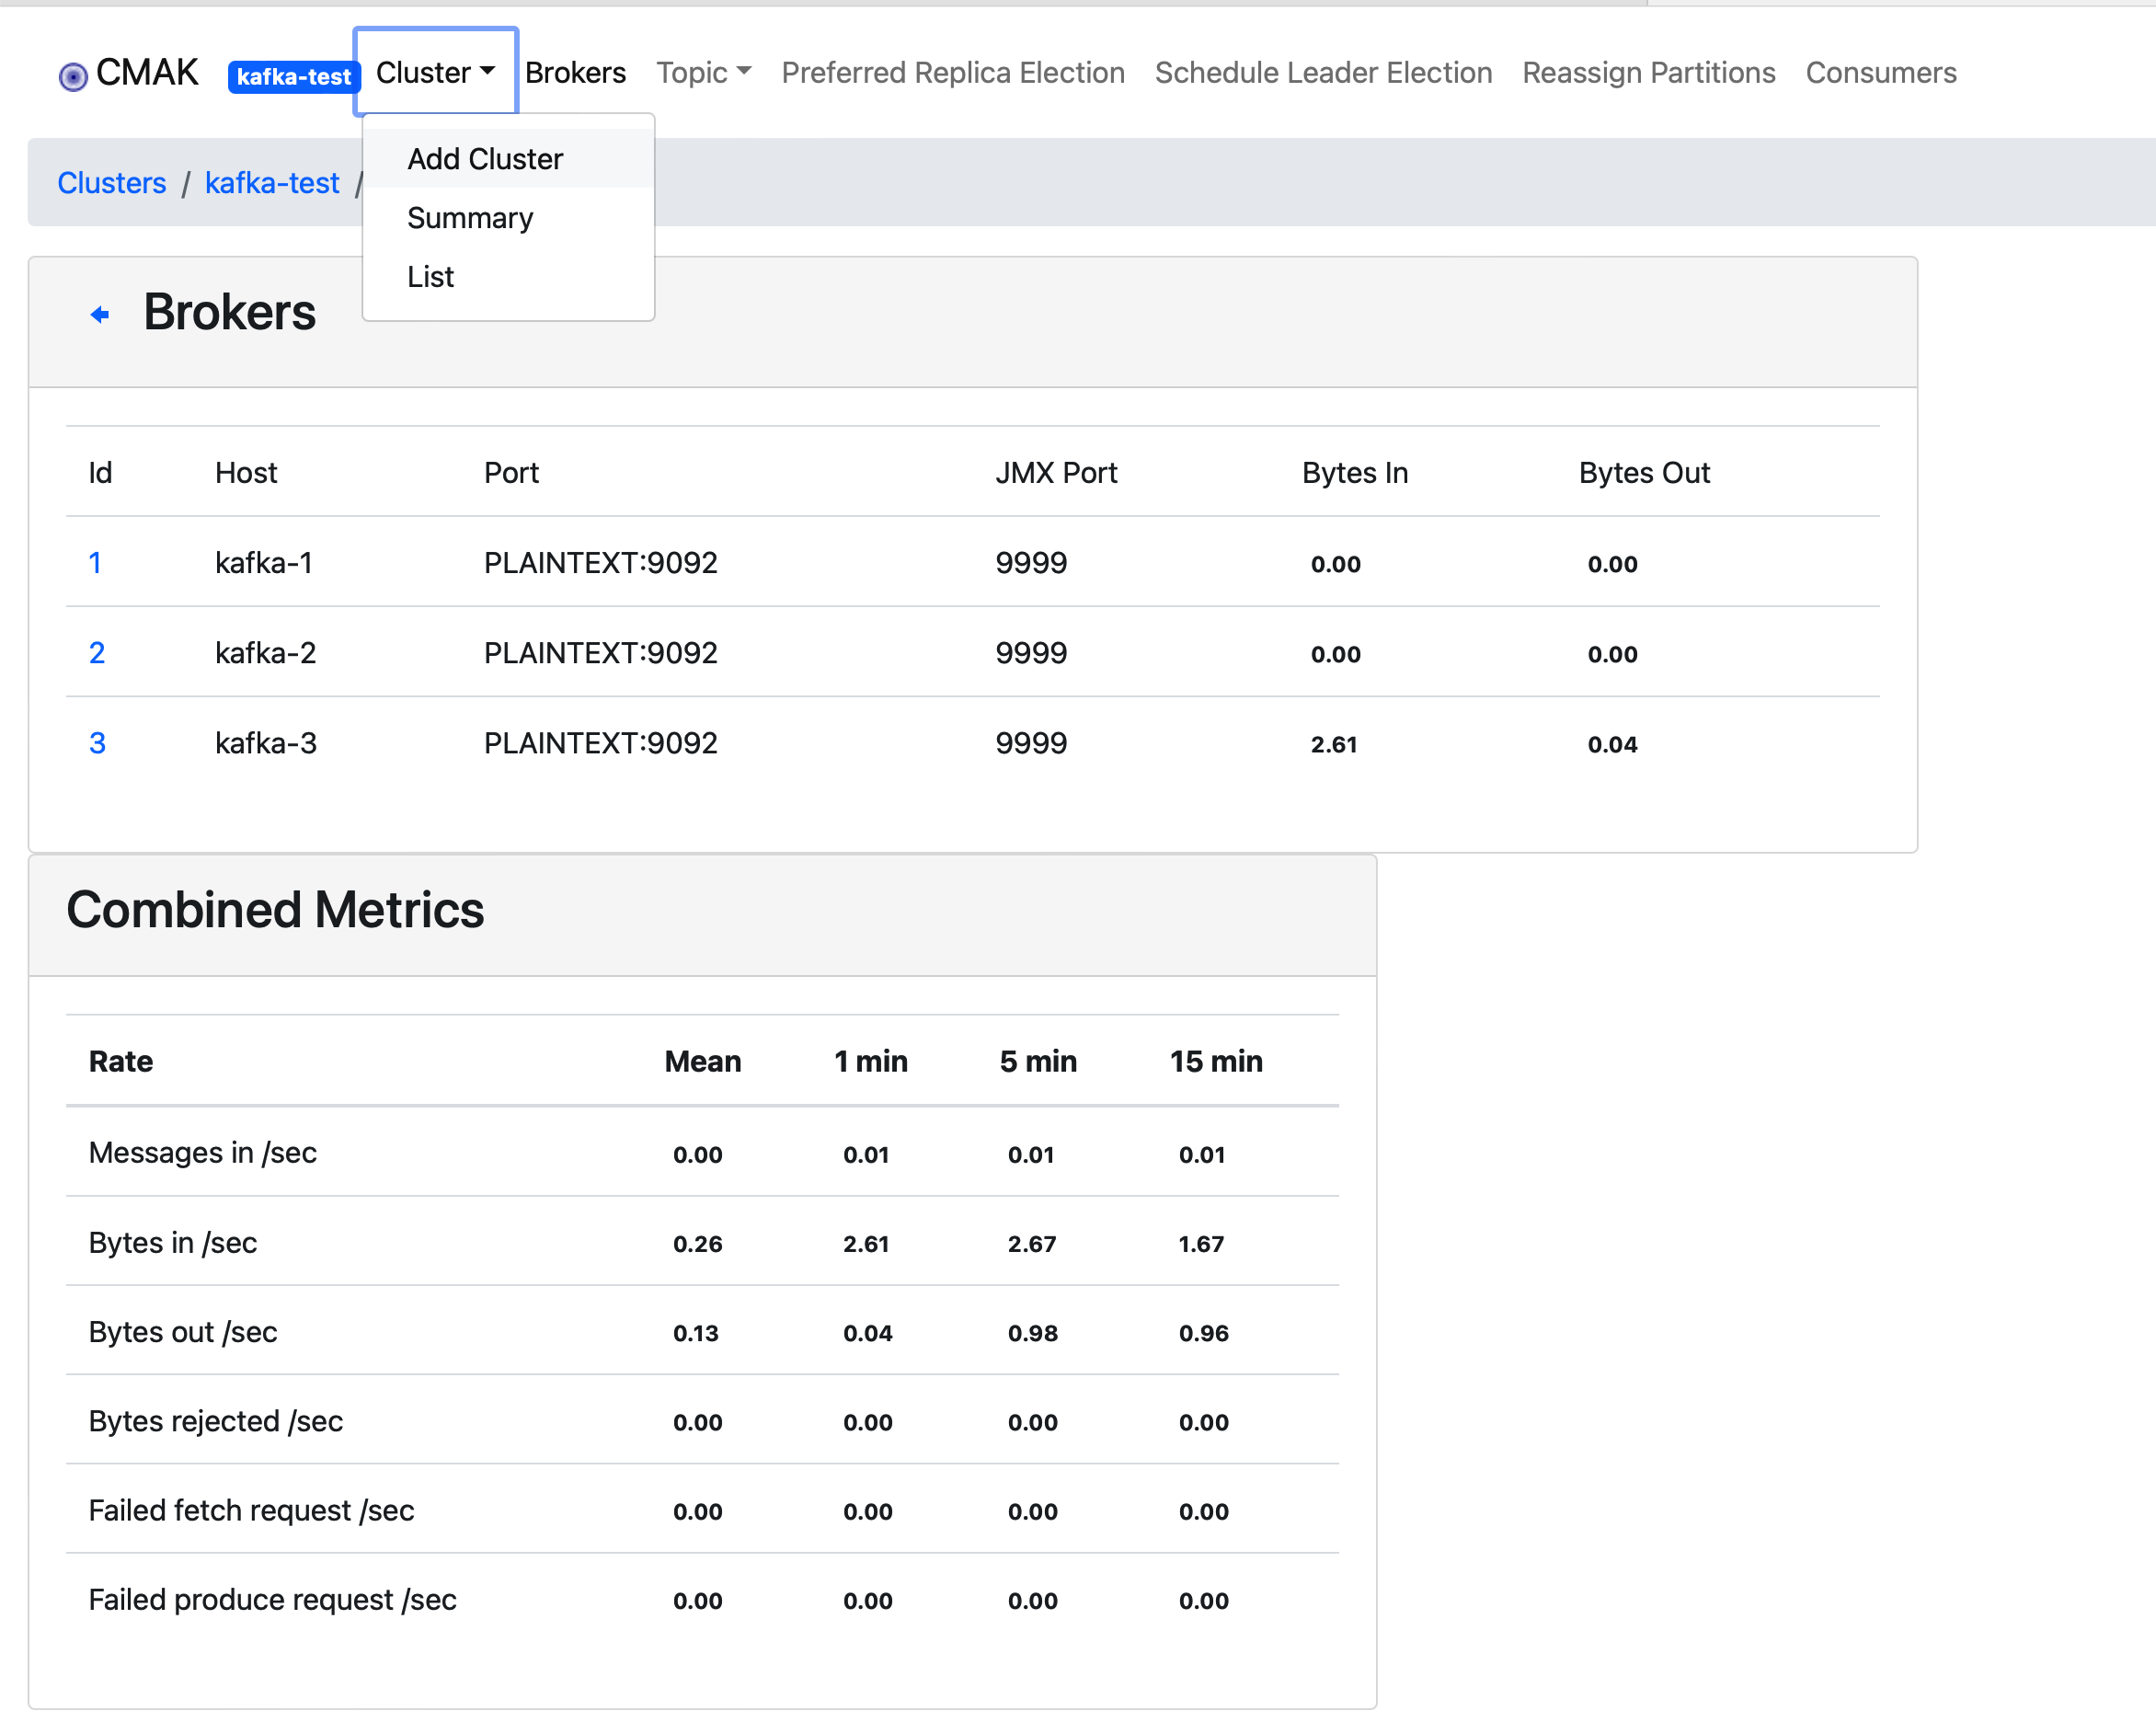 CMAK kafka-test Cluster Brokers Topic Preferred Replica Election Schedule Leader Election Reassign Partitions Consumers
Add Cluster
Summary
List
Clusters / kafka-test /
Brokers
Id Host Port JMX Port Bytes In Bytes Out
1 kafka-1 PLAINTEXT:9092 9999 0.00 0.00
2 kafka-2 PLAINTEXT:9092 9999 0.00 0.00
3 kafka-3 PLAINTEXT:9092 9999 2.61 0.04
Combined Metrics
Rate Mean 1 min 5 min 15 min
Messages in /sec 0.00 0.01 0.01 0.01
Bytes in /sec 0.26 2.61 2.67 1.67
Bytes out /sec 0.13 0.04 0.98 0.96
Bytes rejected /sec 0.00 0.00 0.00 0.00
Failed fetch request /sec 0.00 0.00 0.00 0.00
Failed produce request /sec 0.00 0.00 0.00 0.00